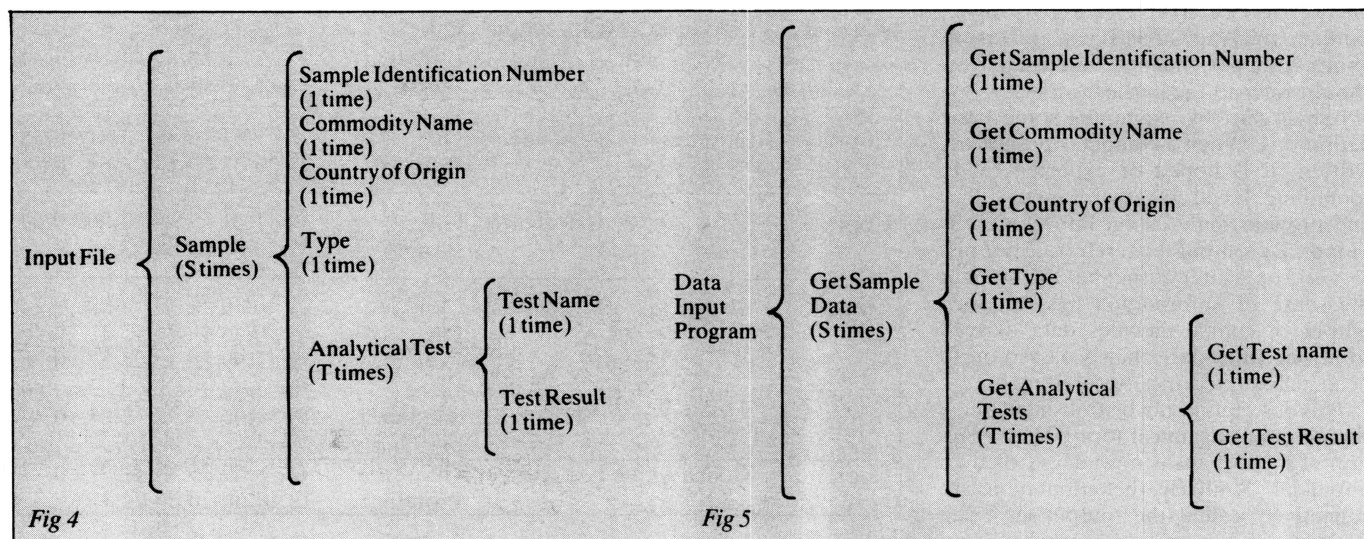 Input File
Sample
(S times)
Sample Identification Number
(1 time)
Commodity Name
(1 time)
Country of Origin
(1 time)
Type
(1 time)
Analytical Test
(T times)
Test Name
(1 time)
Test Result
(1 time)
Fig 4
Data
Input
Program
Get Sample
Data
(S times)
Get Sample Identification Number
(1 time)
Get Commodity Name
(1 time)
Get Country of Origin
(1 time)
Get Type
(1 time)
Get Analytical
Tests
(T times)
Get Test name
(1 time)
Get Test Result
(1 time)
Fig 5